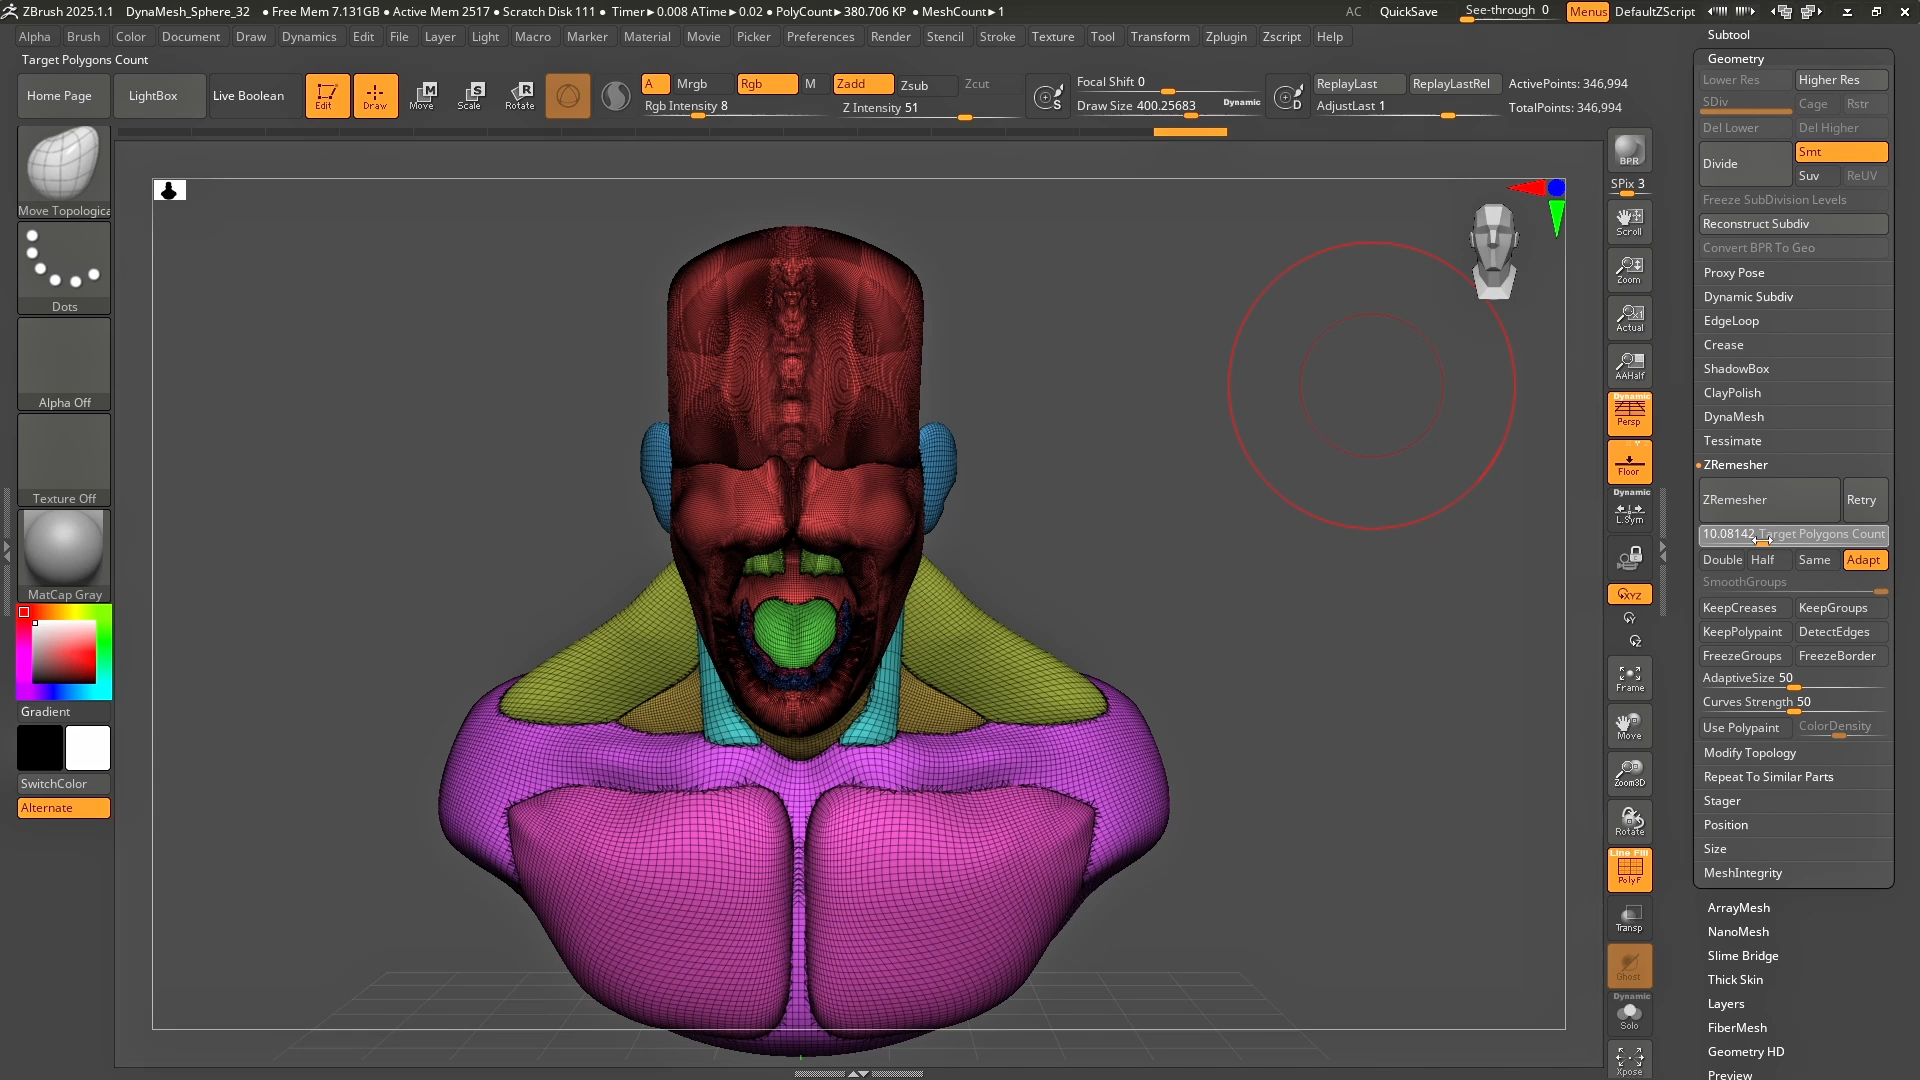 ZBrush 2025.1.1 DynaMesh_Sphere_32 ● Free Mem 7.131GB ● Active Mem 2517 ● Scratch Disk 111 ● Timer►0.008 ATime►0.02 ● PolyCount►380.706 KP ● MeshCount►1 AC QuickSave See-through 0 Menus DefaultZScript
Alpha Brush Color Document Draw Dynamics Edit File Layer Light Macro Marker Material Movie Picker Preferences Render Stencil Stroke Texture Tool Transform Zplugin Zscript Help
Target Polygons Count
Home Page LightBox Live Boolean Edit Draw Move Scale Rotate
A Mrgb Rgb M Zadd Zsub Zcut
Rgb Intensity 8 Z Intensity 51
S Focal Shift 0
Draw Size 400.25683 Dynamic
D ReplayLast ReplayLastRel
AdjustLast 1
ActivePoints: 346,994
TotalPoints: 346,994
Move Topologica
Dots
Alpha Off
Texture Off
MatCap Gray
Gradient
SwitchColor
Alternate
BPR
SPix 3
Scroll
Zoom
Actual
AAHalf
Dynamic
Persp
Floor
Dynamic
L.Sym
XYZ
Y
Z
Frame
Move
Zoom3D
Rotate
Line Fill
PolyF
Transp
Ghost
Dynamic
Solo
Xpose
Subtool
Geometry
Lower Res Higher Res
SDiv Cage Rstr
Del Lower Del Higher
Divide Smt
Suv ReUV
Freeze SubDivision Levels
Reconstruct Subdiv
Convert BPR To Geo
Proxy Pose
Dynamic Subdiv
EdgeLoop
Crease
ShadowBox
ClayPolish
DynaMesh
Tessimate
ZRemesher
ZRemesher Retry
10.08142 Target Polygons Count
Double Half Same Adapt
SmoothGroups
KeepCreases KeepGroups
KeepPolypaint DetectEdges
FreezeGroups FreezeBorder
AdaptiveSize 50
Curves Strength 50
Use Polypaint ColorDensity
Modify Topology
Repeat To Similar Parts
Stager
Position
Size
MeshIntegrity
ArrayMesh
NanoMesh
Slime Bridge
Thick Skin
Layers
FiberMesh
Geometry HD
Preview